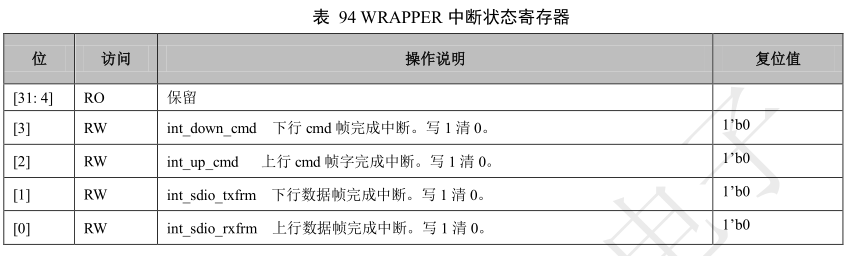 表 94 WRAPPER 中断状态寄存器
位 访问 操作说明 复位值
[31: 4] RO 保留
[3] RW int_down_cmd 下行 cmd 帧完成中断。写 1 清 0。 1’b0
[2] RW int_up_cmd 上行 cmd 帧字完成中断。写 1 清 0。 1’b0
[1] RW int_sdio_txfrm 下行数据帧完成中断。写 1 清 0。 1’b0
[0] RW int_sdio_rxfrm 上行数据帧完成中断。写 1 清 0。 1’b0
电子